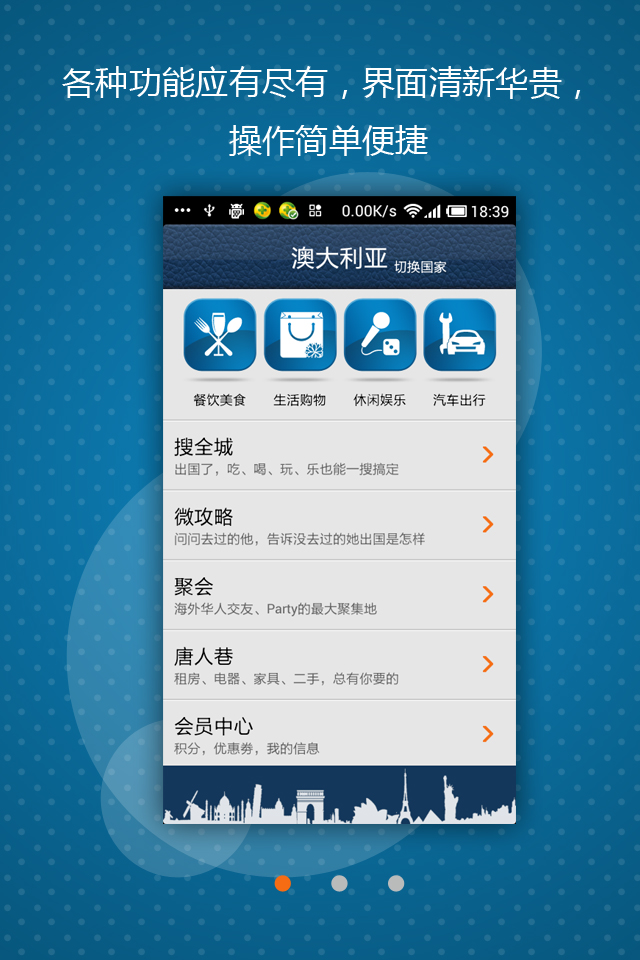 各种功能应有尽有，界面清新华贵，
操作简单便捷
0.00K/s 18:39
澳大利亚 切换国家
餐饮美食 生活购物 休闲娱乐 汽车出行
搜全城
出国了，吃、喝、玩、乐也能一搜搞定
微攻略
问问去过的他，告诉没去过的她出国是怎样
聚会
海外华人交友、Party的最大聚集地
唐人巷
租房、电器、家具、二手，总有你要的
会员中心
积分，优惠券，我的信息